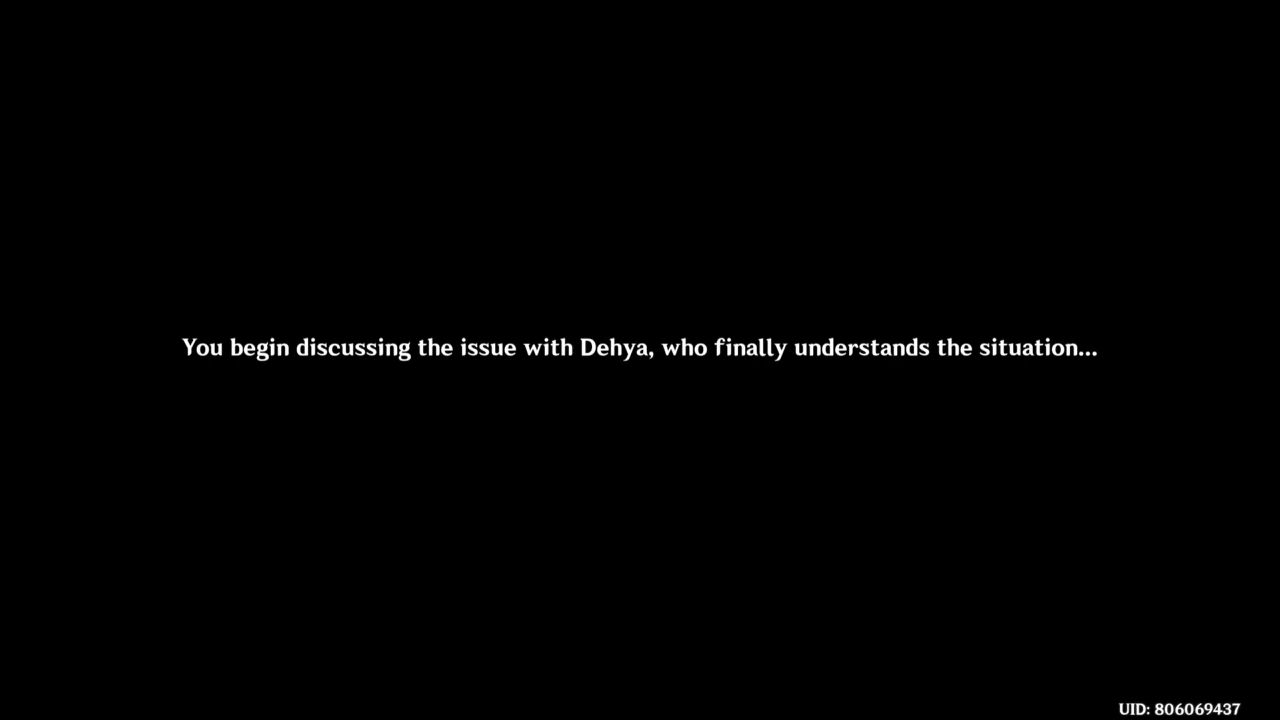 You begin discussing the issue with Dehya, who finally understands the situation...
UID: 806069437